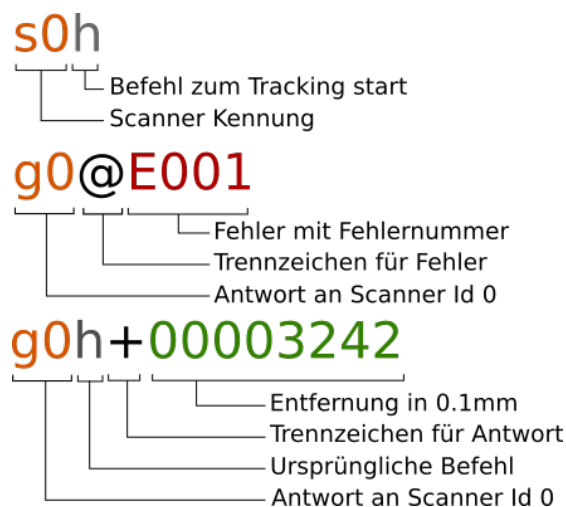 s0h
Befehl zum Tracking start
Scanner Kennung
g0@E001
Fehler mit Fehlernummer
Trennzeichen für Fehler
Antwort an Scanner Id 0
g0h+00003242
Entfernung in 0.1mm
Trennzeichen für Antwort
Ursprüngliche Befehl
Antwort an Scanner Id 0